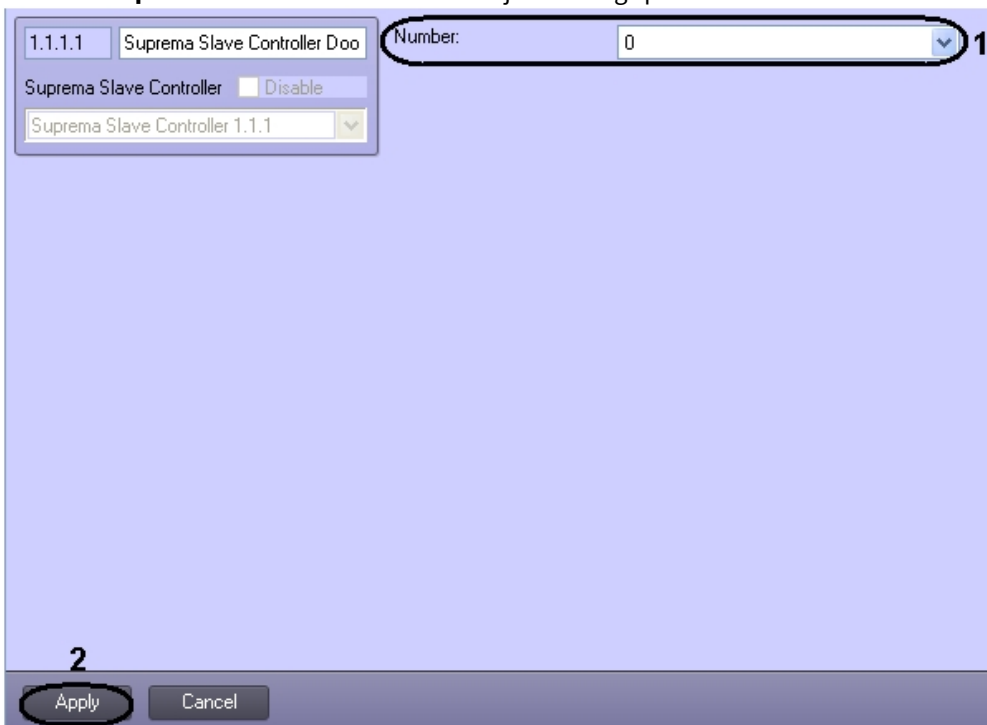 1.1.1.1 Suprema Slave Controller Doo
Number: 0 1
Suprema Slave Controller Disable
Suprema Slave Controller 1.1.1
2
Apply Cancel